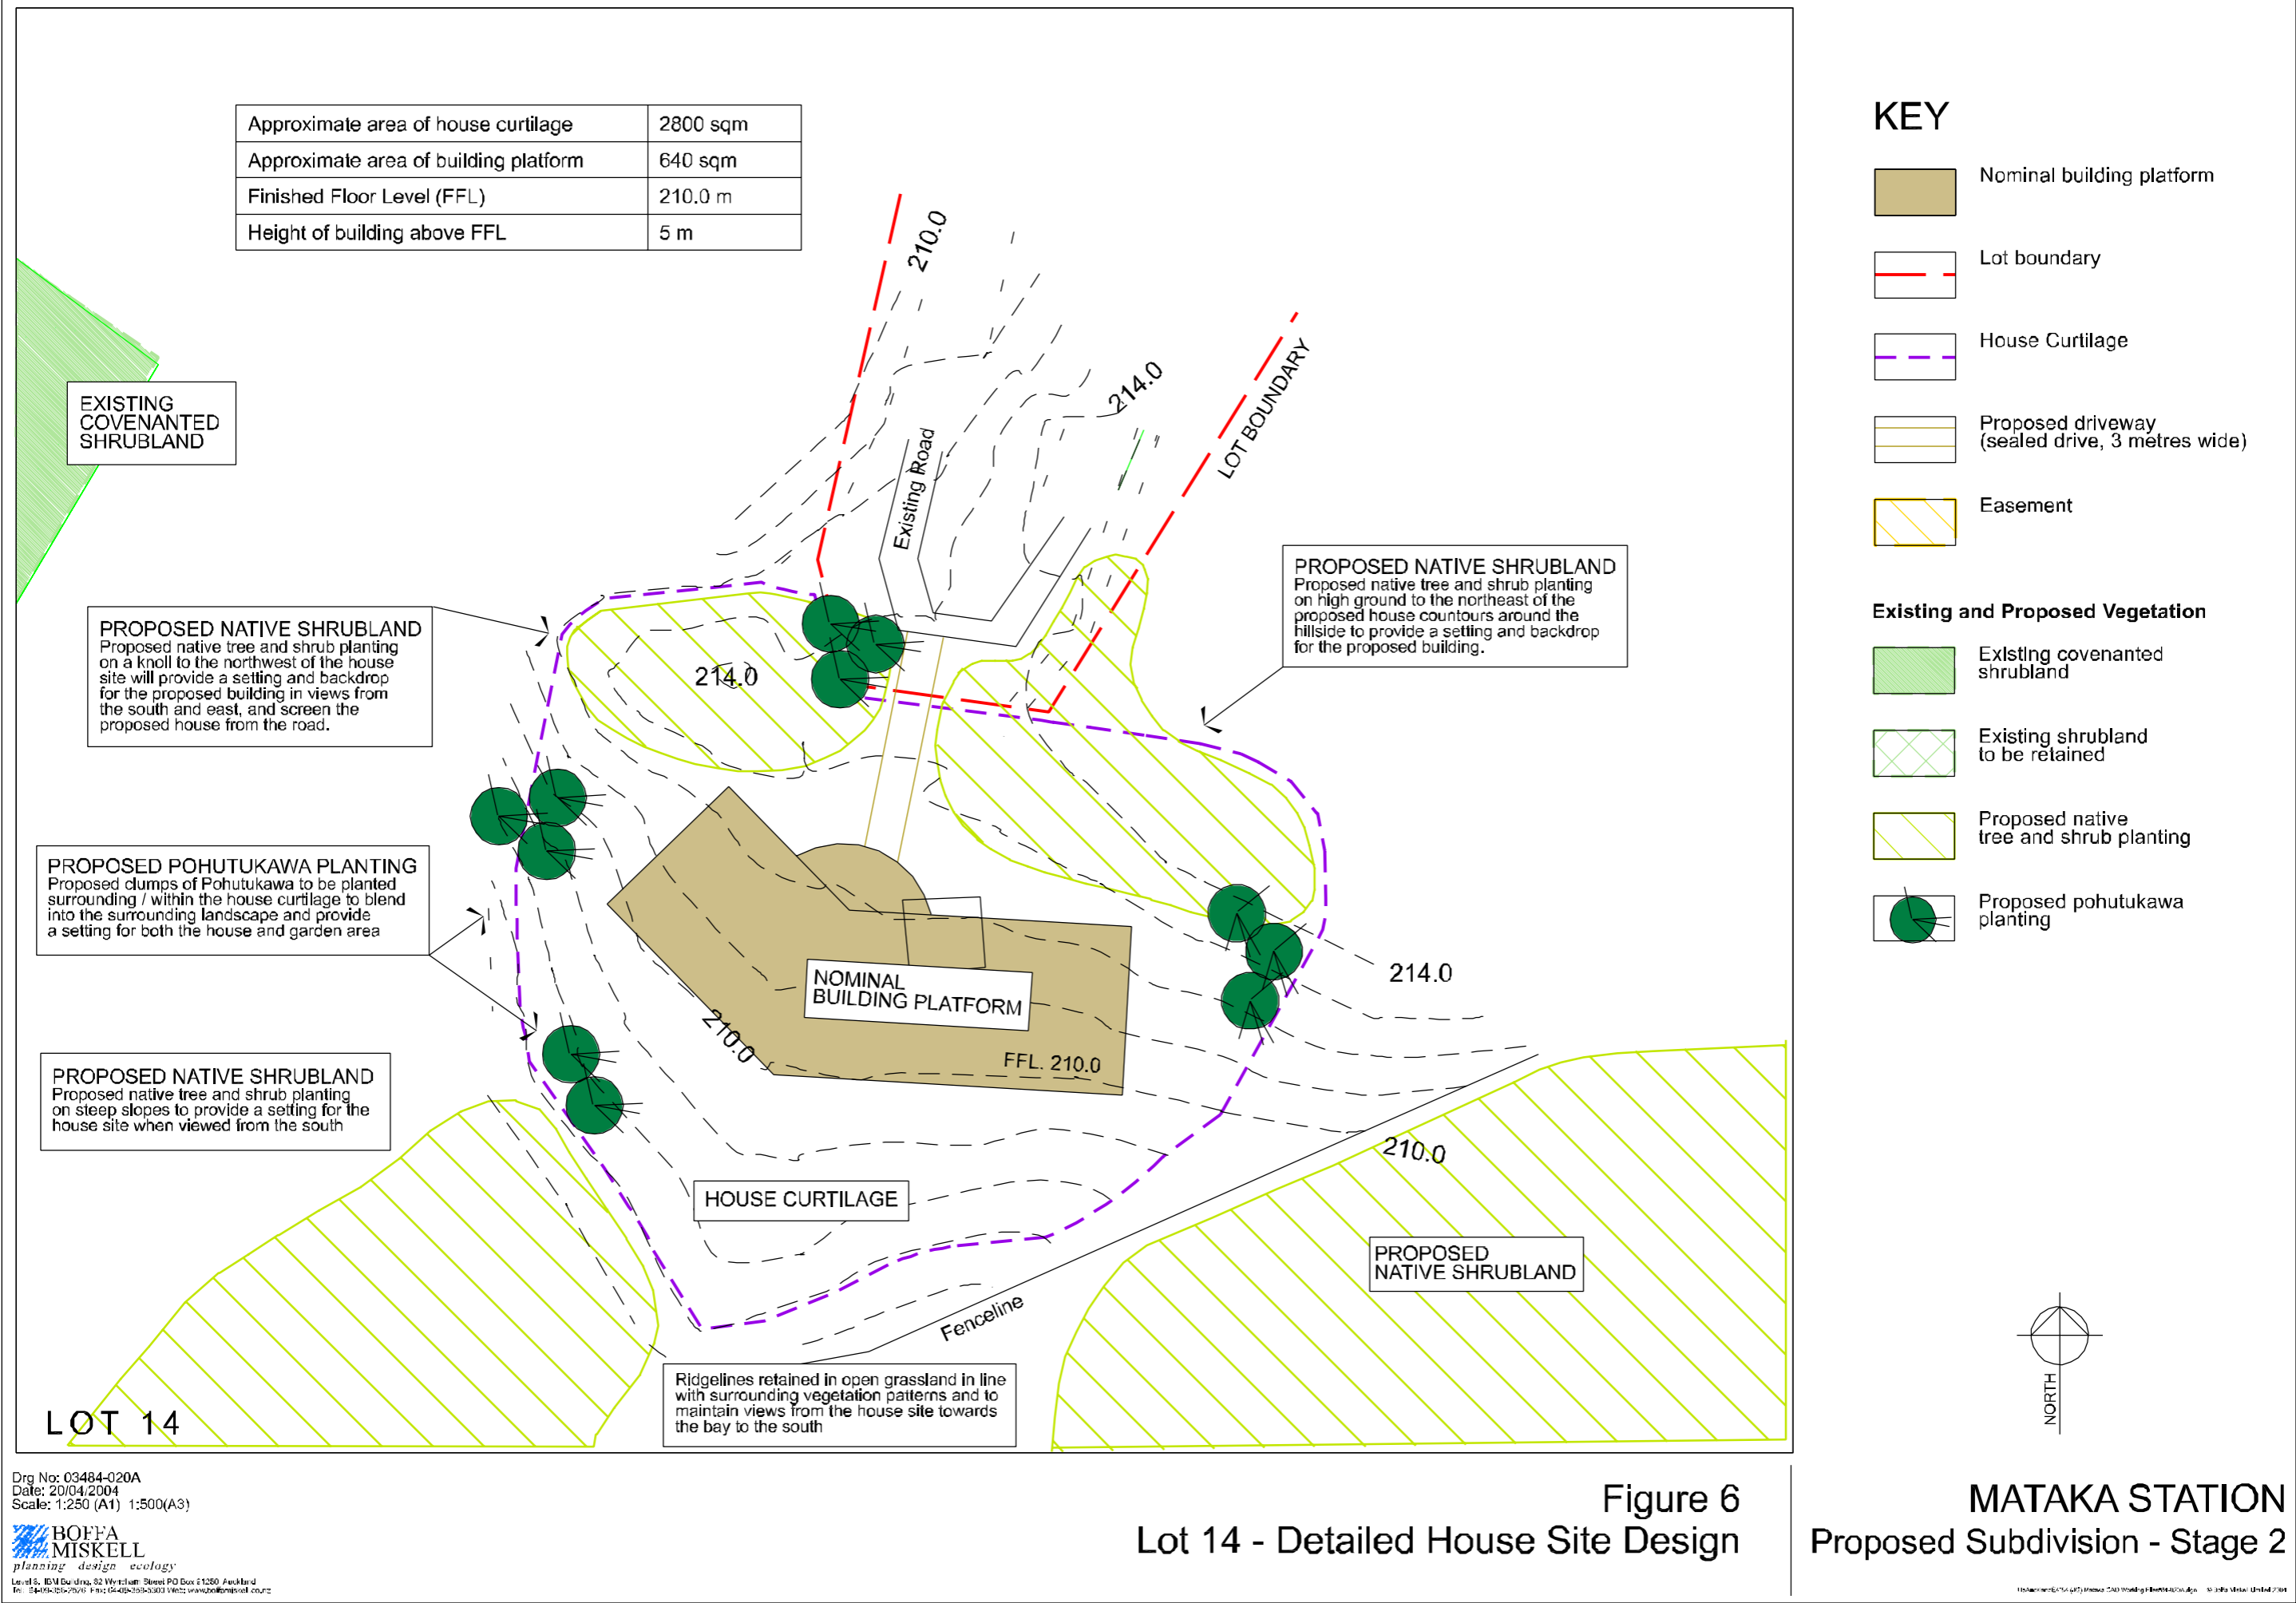 Approximate area of house curtilage 2800 sqm
Approximate area of building platform 640 sqm
Finished Floor Level (FFL) 210.0 m
Height of building above FFL 5 m
210.0
214.0
LOT BOUNDARY
Existing Road
EXISTING
COVENANTED
SHRUBLAND
PROPOSED NATIVE SHRUBLAND
Proposed native tree and shrub planting
on high ground to the northeast of the
proposed house countours around the
hillside to provide a setting and backdrop
for the proposed building.
PROPOSED NATIVE SHRUBLAND
Proposed native tree and shrub planting
on a knoll to the northwest of the house
site will provide a setting and backdrop
for the proposed building in views from
the south and east, and screen the
proposed house from the road.
214.0
PROPOSED POHUTUKAWA PLANTING
Proposed clumps of Pohutukawa to be planted
surrounding / within the house curtilage to blend
into the surrounding landscape and provide
a setting for both the house and garden area
214.0
NOMINAL
BUILDING PLATFORM
210.0
FFL. 210.0
PROPOSED NATIVE SHRUBLAND
Proposed native tree and shrub planting
on steep slopes to provide a setting for the
house site when viewed from the south
210.0
HOUSE CURTILAGE
PROPOSED
NATIVE SHRUBLAND
Fenceline
Ridgelines retained in open grassland in line
with surrounding vegetation patterns and to
maintain views from the house site towards
the bay to the south
LOT 14
KEY
Nominal building platform
Lot boundary
House Curtilage
Proposed driveway
(sealed drive, 3 metres wide)
Easement
Existing and Proposed Vegetation
Existing covenanted
shrubland
Existing shrubland
to be retained
Proposed native
tree and shrub planting
Proposed pohutukawa
planting
NORTH
Drg No: 03484-020A
Date: 20/04/2004
Scale: 1:250 (A1) 1:500(A3)
BOFFA
MISKELL
planning design ecology
Level 3, IBM Building, 82 Wyndham Street PO Box 91250 Auckland
Figure 6
Lot 14 - Detailed House Site Design
MATAKA STATION
Proposed Subdivision - Stage 2